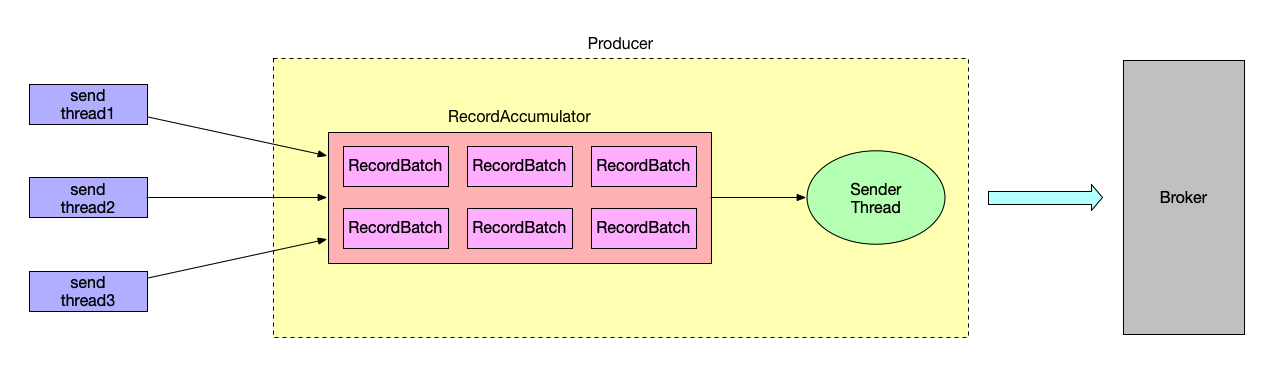 Producer
send
thread1
RecordAccumulator
RecordBatch RecordBatch RecordBatch
send
thread2
Sender
Thread
Broker
RecordBatch RecordBatch RecordBatch
send
thread3